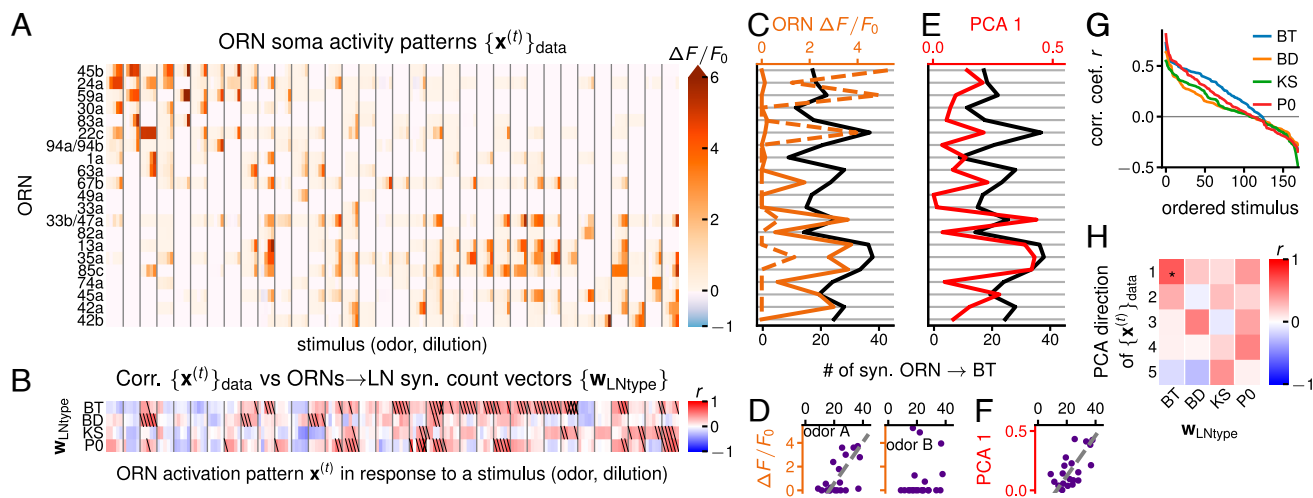 A
ORN soma activity patterns {x^(t)}_data
ΔF/F₀
ORN
45b
24a
59a
30a
83a
22c
94a/94b
1a
63a
67b
49a
33a
33b/47a
82a
13a
35a
85c
74a
45a
42a
42b
6
4
2
0
−1
stimulus (odor, dilution)
B
Corr. {x^(t)}_data vs ORNs→LN syn. count vectors {w_LNtype}
r
w_LNtype
BT
BD
KS
P0
1
0
−1
ORN activation pattern x^(t) in response to a stimulus (odor, dilution)
C
ORN ΔF/F₀
0 2 4
0 20 40
E
PCA 1
0.0 0.5
0 20 40
# of syn. ORN → BT
D
0 20 40 0 20 40
ΔF/F₀
4
2
0
odor A
odor B
F
0 20 40
PCA 1
0.5
0.0
G
corr. coef. r
0.5
0.0
−0.5
BT
BD
KS
P0
0 50 100 150
ordered stimulus
H
r
PCA direction
of {x^(t)}_data
1
2
3
4
5
*
1
0
−1
BT BD KS P0
w_LNtype